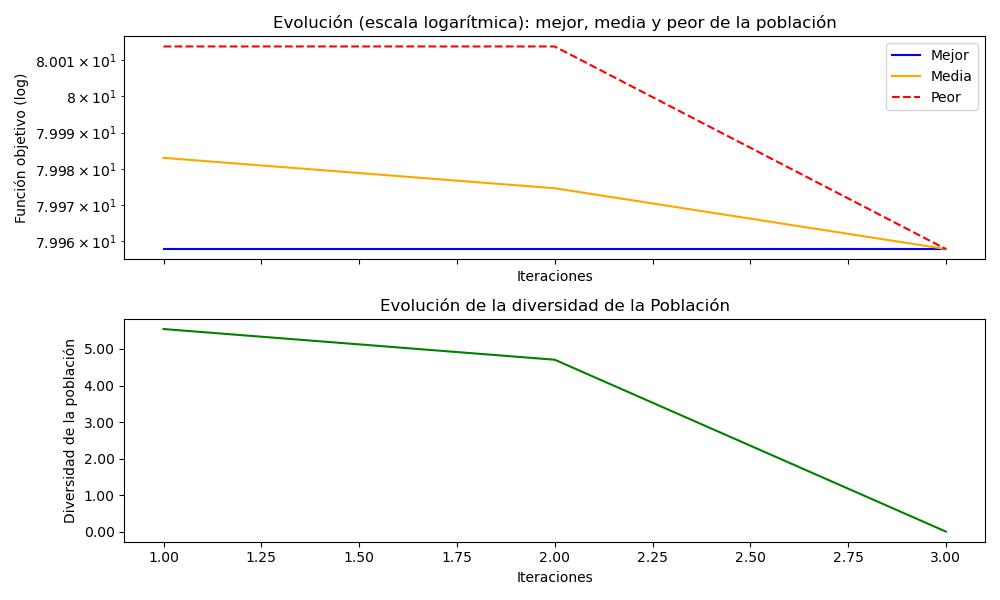 Evolución (escala logarítmica): mejor, media y peor de la población
Función objetivo (log)
8.001 × 10¹
8 × 10¹
7.999 × 10¹
7.998 × 10¹
7.997 × 10¹
7.996 × 10¹
Mejor
Media
Peor
Iteraciones
Evolución de la diversidad de la Población
Diversidad de la población
5.00
4.00
3.00
2.00
1.00
0.00
1.00 1.25 1.50 1.75 2.00 2.25 2.50 2.75 3.00
Iteraciones